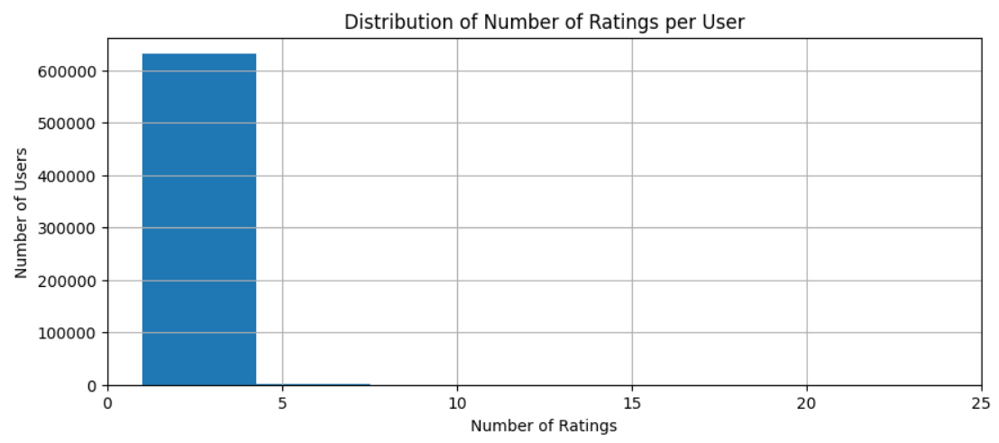 Distribution of Number of Ratings per User
Number of Users
600000
500000
400000
300000
200000
100000
0
0 5 10 15 20 25
Number of Ratings